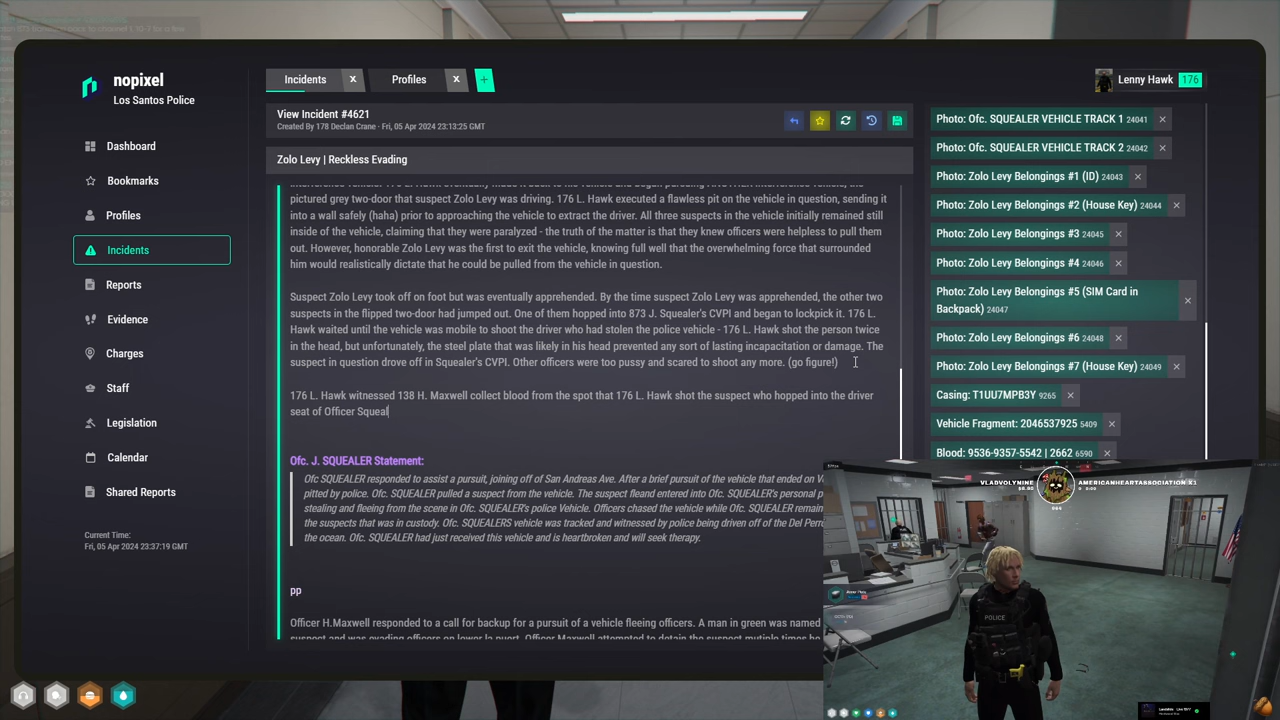 nopixel
Los Santos Police
Dashboard
Bookmarks
Profiles
Incidents
Reports
Evidence
Charges
Staff
Legislation
Calendar
Shared Reports
Current Time:
Fri, 05 Apr 2024 23:37:19 GMT
Incidents x
Profiles x
+
Lenny Hawk 176
View Incident #4621
Created By 178 Declan Crane · Fri, 05 Apr 2024 23:13:25 GMT
Zolo Levy | Reckless Evading
pictured grey two-door that suspect Zolo Levy was driving. 176 L. Hawk executed a flawless pit on the vehicle in question, sending it
into a wall safely (haha) prior to approaching the vehicle to extract the driver. All three suspects in the vehicle initially remained still
inside of the vehicle, claiming that they were paralyzed - the truth of the matter is that they knew officers were helpless to pull them
out. However, honorable Zolo Levy was the first to exit the vehicle, knowing full well that the overwhelming force that surrounded
him would realistically dictate that he could be pulled from the vehicle in question.
Suspect Zolo Levy took off on foot but was eventually apprehended. By the time suspect Zolo Levy was apprehended, the other two
suspects in the flipped two-door had jumped out. One of them hopped into 873 J. Squealer's CVPI and began to lockpick it. 176 L.
Hawk waited until the vehicle was mobile to shoot the driver who had stolen the police vehicle - 176 L. Hawk shot the person twice
in the head, but unfortunately, the steel plate that was likely in his head prevented any sort of lasting incapacitation or damage. The
suspect in question drove off in Squealer's CVPI. Other officers were too pussy and scared to shoot any more. (go figure!)
176 L. Hawk witnessed 138 H. Maxwell collect blood from the spot that 176 L. Hawk shot the suspect who hopped into the driver
seat of Officer Squeal
Ofc. J. SQUEALER Statement:
Ofc SQUEALER responded to assist a pursuit, joining off of San Andreas Ave. After a brief pursuit of the vehicle that ended on V
pitted by police. Ofc. SQUEALER pulled a suspect from the vehicle. The suspect fleand entered into Ofc. SQUEALER's personal p
stealing and fleeing from the scene in SQUEALER's police Vehicle. Officers chased the vehicle while Ofc. SQUEALER remain
the suspects that was in custody. Ofc. SQUEALERS vehicle was tracked and witnessed by police being driven off of the Del Perr
the ocean. Ofc. SQUEALER had just received this vehicle and is heartbroken and will seek therapy.
pp
Officer H.Maxwell responded to a call for backup for a pursuit of a vehicle fleeing officers. A man in green was named
suspect and was evading officers on lower la puert. Officer Maxwell attempted to detain the suspect mutiple times he
Photo: Ofc. SQUEALER VEHICLE TRACK 1 24041
Photo: Ofc. SQUEALER VEHICLE TRACK 2 24042
Photo: Zolo Levy Belongings #1 (ID) 24043
Photo: Zolo Levy Belongings #2 (House Key) 24044
Photo: Zolo Levy Belongings #3 24045
Photo: Zolo Levy Belongings #4 24046
Photo: Zolo Levy Belongings #5 (SIM Card in
Backpack) 24047
Photo: Zolo Levy Belongings #6 24048
Photo: Zolo Levy Belongings #7 (House Key) 24049
Casing: T1UU7MPB3Y 9265
Vehicle Fragment: 2046537925 5409
Blood: 9536-9357-5542 | 2662 6590
VLADVOLYNINE
AMERICANHEARTASSOCIATION X1
POLICE